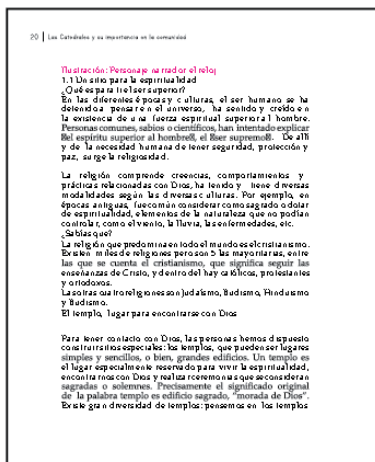 20 | Las Catedrales y su importancia en la comunidad
Ilustración: Personaje narrador el reloj
1.1 Un sitio para la espiritualidad
¿Qué es para ti el ser superior?
En las diferentes épocas y culturas, el ser humano se ha
detenido a pensar en el universo, ha sentido y creído en
la existencia de una fuerza espiritual superior al hombre.
Personas comunes, sabios o científicos, han intentado explicar
®el espíritu superior al hombre®, el ®ser supremo®. De allí
y de la necesidad humana de tener seguridad, protección y
paz, surge la religiosidad.
La religión comprende creencias, comportamientos y
prácticas relacionadas con Dios, ha tenido y tiene diversas
modalidades según las diversas culturas. Por ejemplo, en
épocas antiguas, fue común considerar como sagrado o dotar
de espiritualidad, elementos de la naturaleza que no podían
controlar, como el viento, la lluvia, las enfermedades, etc.
¿Sabías que?
La religión que predomina en todo el mundo es el cristianismo.
Existen miles de religiones pero son 5 las mayoritarias, entre
las que se cuenta el cristianismo, que significa seguir las
enseñanzas de Cristo, y dentro del hay católicos, protestantes
y ortodoxos.
Las otras cuatro religiones son Judaísmo, Budismo, Hinduismo
y Budismo.
El templo, lugar para encontrarse con Dios
Para tener contacto con Dios, las personas hemos dispuesto
construir sitios especiales: los templos, que pueden ser lugares
simples y sencillos, o bien, grandes edificios. Un templo es
el lugar especialmente reservado para vivir la espiritualidad,
encontrarnos con Dios y realizar ceremonias que se consideran
sagradas o solemnes. Precisamente el significado original
de la palabra templo es edificio sagrado, "morada de Dios".
Existe gran diversidad de templos: pensemos en los templos